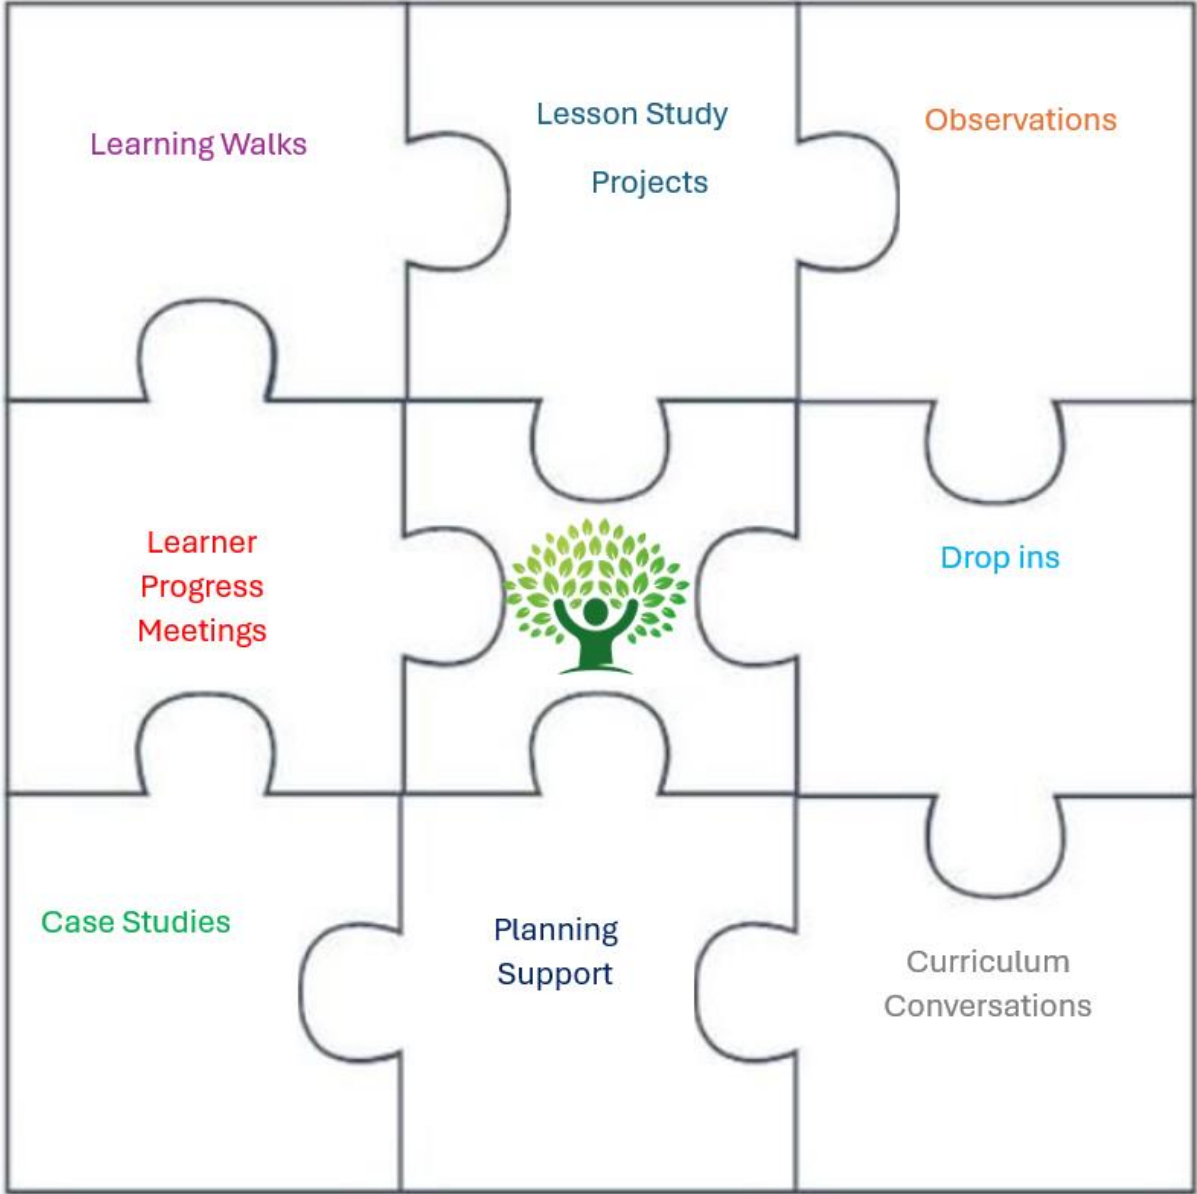 Learning Walks
Lesson Study
Projects
Observations
Learner
Progress
Meetings
Drop ins
Case Studies
Planning
Support
Curriculum
Conversations